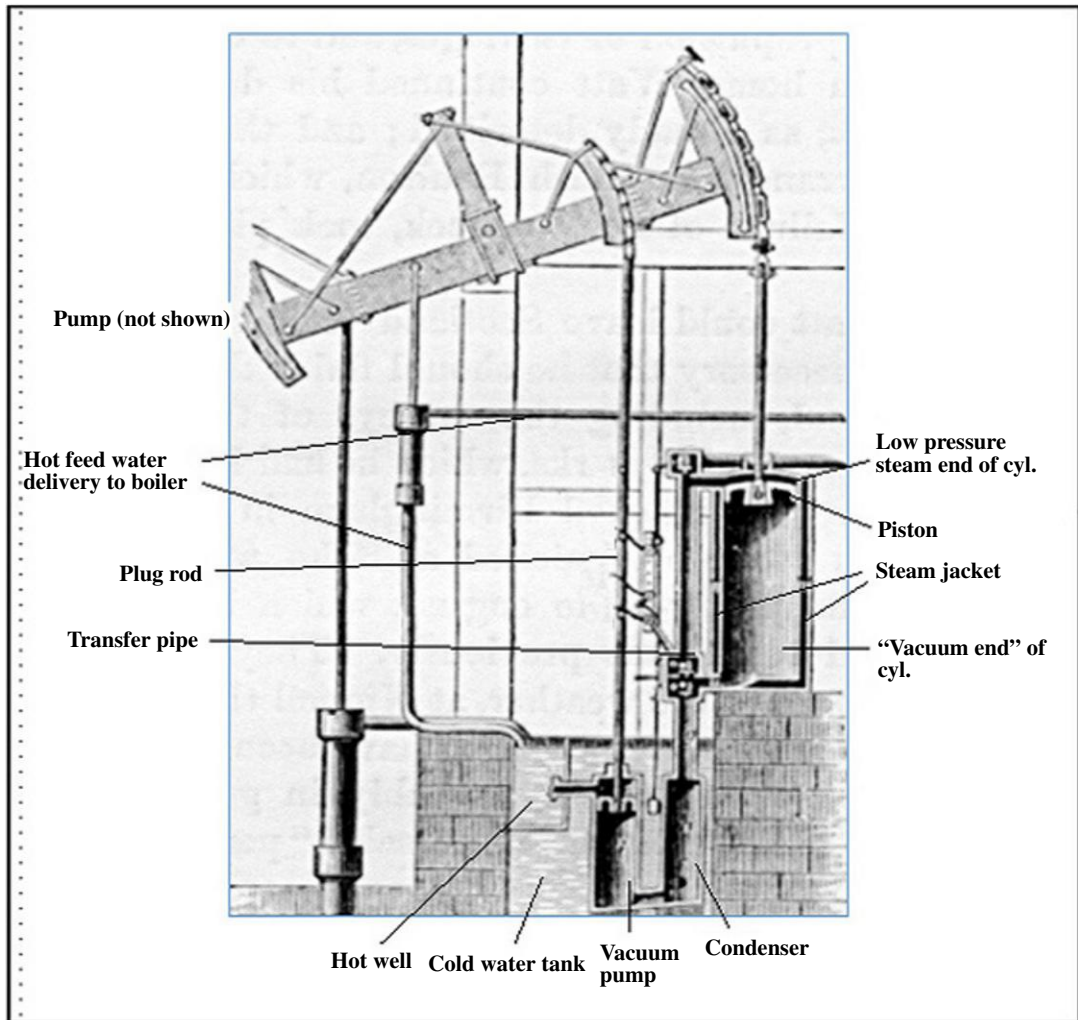 Pump (not shown)
Hot feed water
delivery to boiler
Plug rod
Transfer pipe
Low pressure
steam end of cyl.
Piston
Steam jacket
“Vacuum end” of
cyl.
Hot well
Cold water tank
Vacuum
pump
Condenser